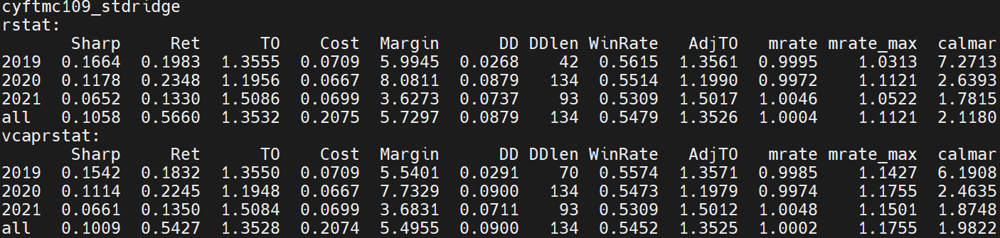 cyftmc109_stdridge
rstat:
      Sharp     Ret      TO    Cost  Margin      DD DDlen WinRate   AdjTO   mrate mrate_max  calmar
2019 0.1664  0.1983  1.3555  0.0709  5.9945  0.0268    42  0.5615  1.3561  0.9995    1.0313  7.2713
2020 0.1178  0.2348  1.1956  0.0667  8.0811  0.0879   134  0.5514  1.1990  0.9972    1.1121  2.6393
2021 0.0652  0.1330  1.5086  0.0699  3.6273  0.0737    93  0.5309  1.5017  1.0046    1.0522  1.7815
all  0.1058  0.5660  1.3532  0.2075  5.7297  0.0879   134  0.5479  1.3526  1.0004    1.1121  2.1180
vcaprstat:
      Sharp     Ret      TO    Cost  Margin      DD DDlen WinRate   AdjTO   mrate mrate_max  calmar
2019 0.1542  0.1832  1.3550  0.0709  5.5401  0.0291    70  0.5574  1.3571  0.9985    1.1427  6.1908
2020 0.1114  0.2245  1.1948  0.0667  7.7329  0.0900   134  0.5473  1.1979  0.9974    1.1755  2.4635
2021 0.0661  0.1350  1.5084  0.0699  3.6831  0.0711    93  0.5309  1.5012  1.0048    1.1501  1.8748
all  0.1009  0.5427  1.3528  0.2074  5.4955  0.0900   134  0.5452  1.3525  1.0002    1.1755  1.9822